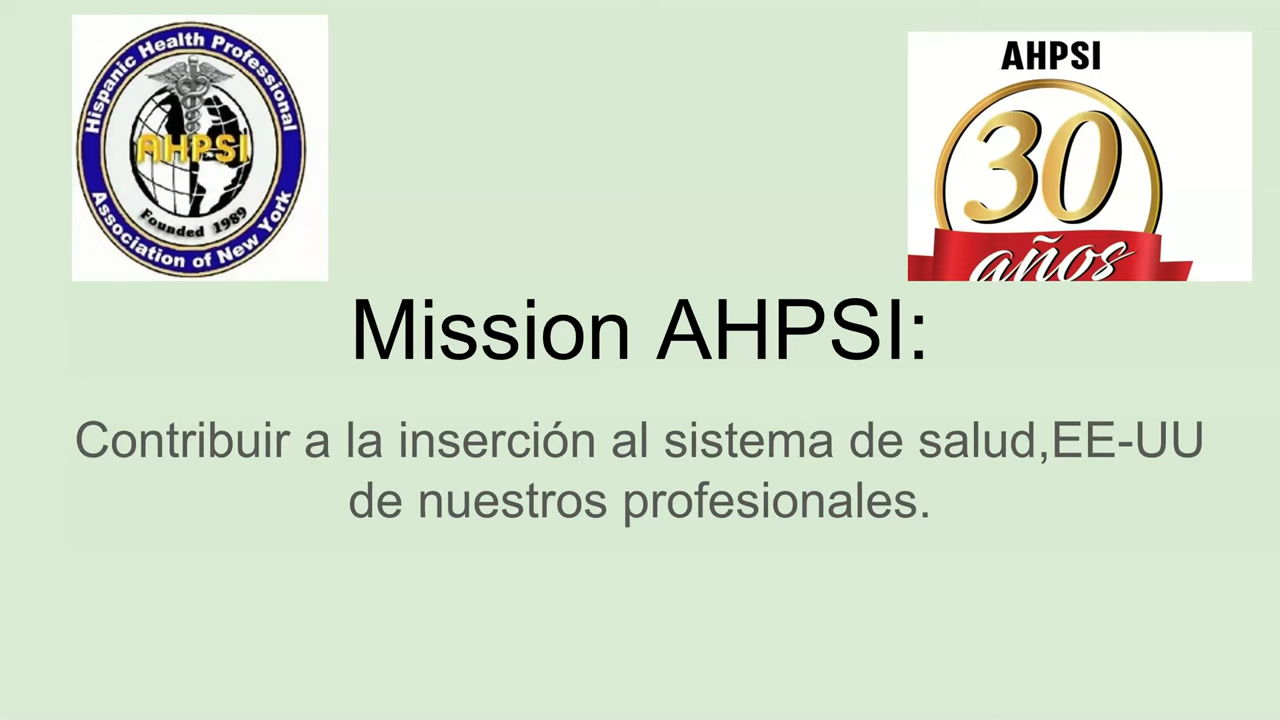 Hispanic Health Professional
AHPSI
Founded 1989
Association of New York
AHPSI
30
años
Mission AHPSI:
Contribuir a la inserción al sistema de salud,EE-UU
de nuestros profesionales.